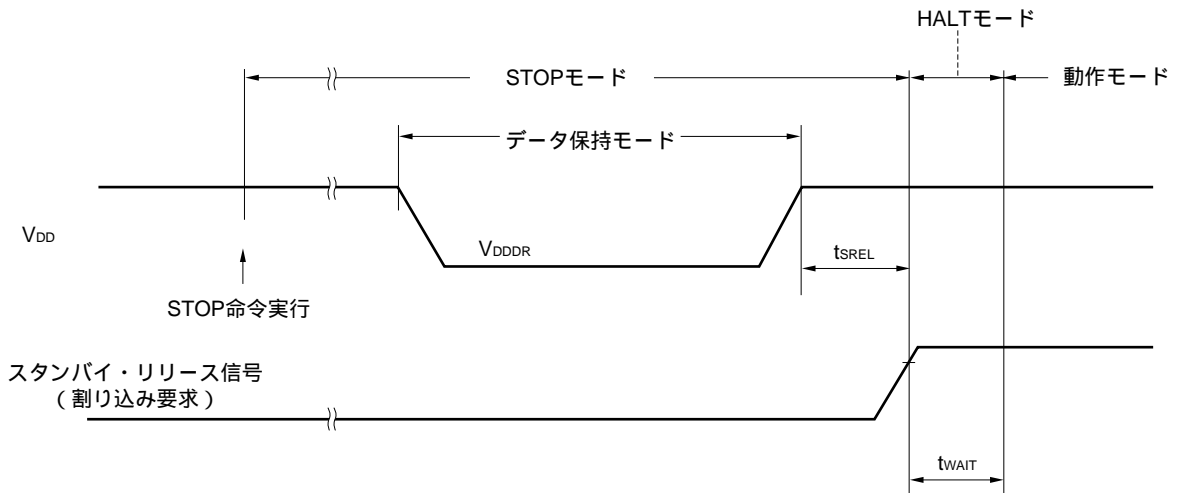 HALTモード
STOPモード
動作モード
データ保持モード
VDD
VDDDR
tSREL
STOP命令実行
スタンバイ・リリース信号
(割り込み要求)
tWAIT